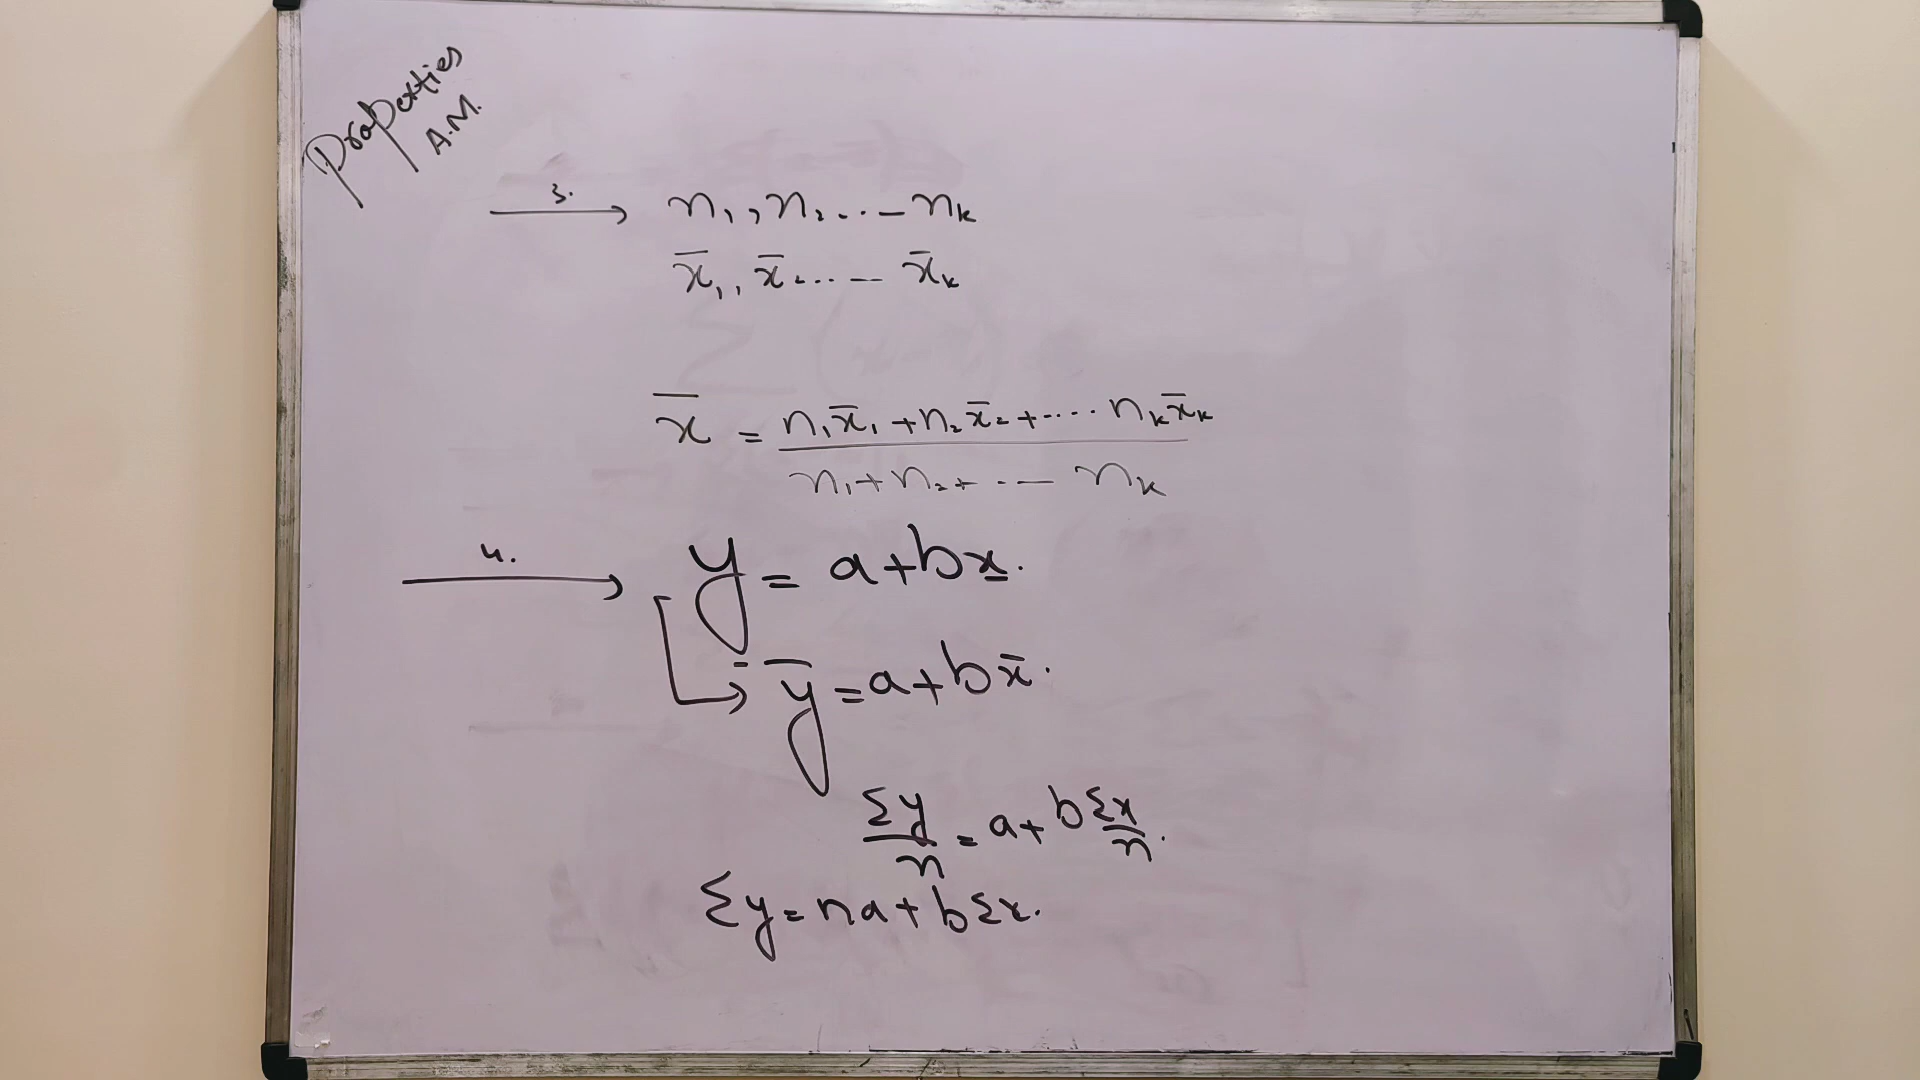 Properties
A.M.
3. → n₁, n₂ ... – nₖ
x̄₁, x̄₂ ... – x̄ₖ
x̄ = n₁x̄₁ + n₂x̄₂ + ..... nₖx̄ₖ / n₁ + n₂ + .. – nₖ
4. → y = a + bx.
→ ȳ = a + bx̄.
Σy/n = a + bΣx/n.
Σy = na + bΣx.